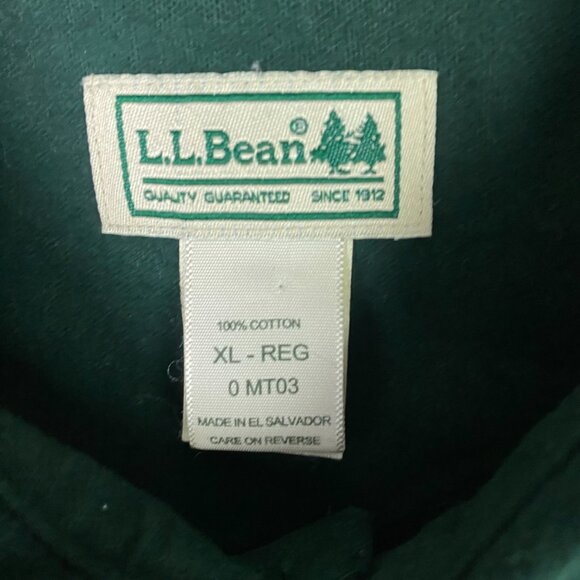 L.L.Bean®
QUALITY GUARANTEED SINCE 1912
100% COTTON
XL - REG
0 MT03
MADE IN EL SALVADOR
CARE ON REVERSE